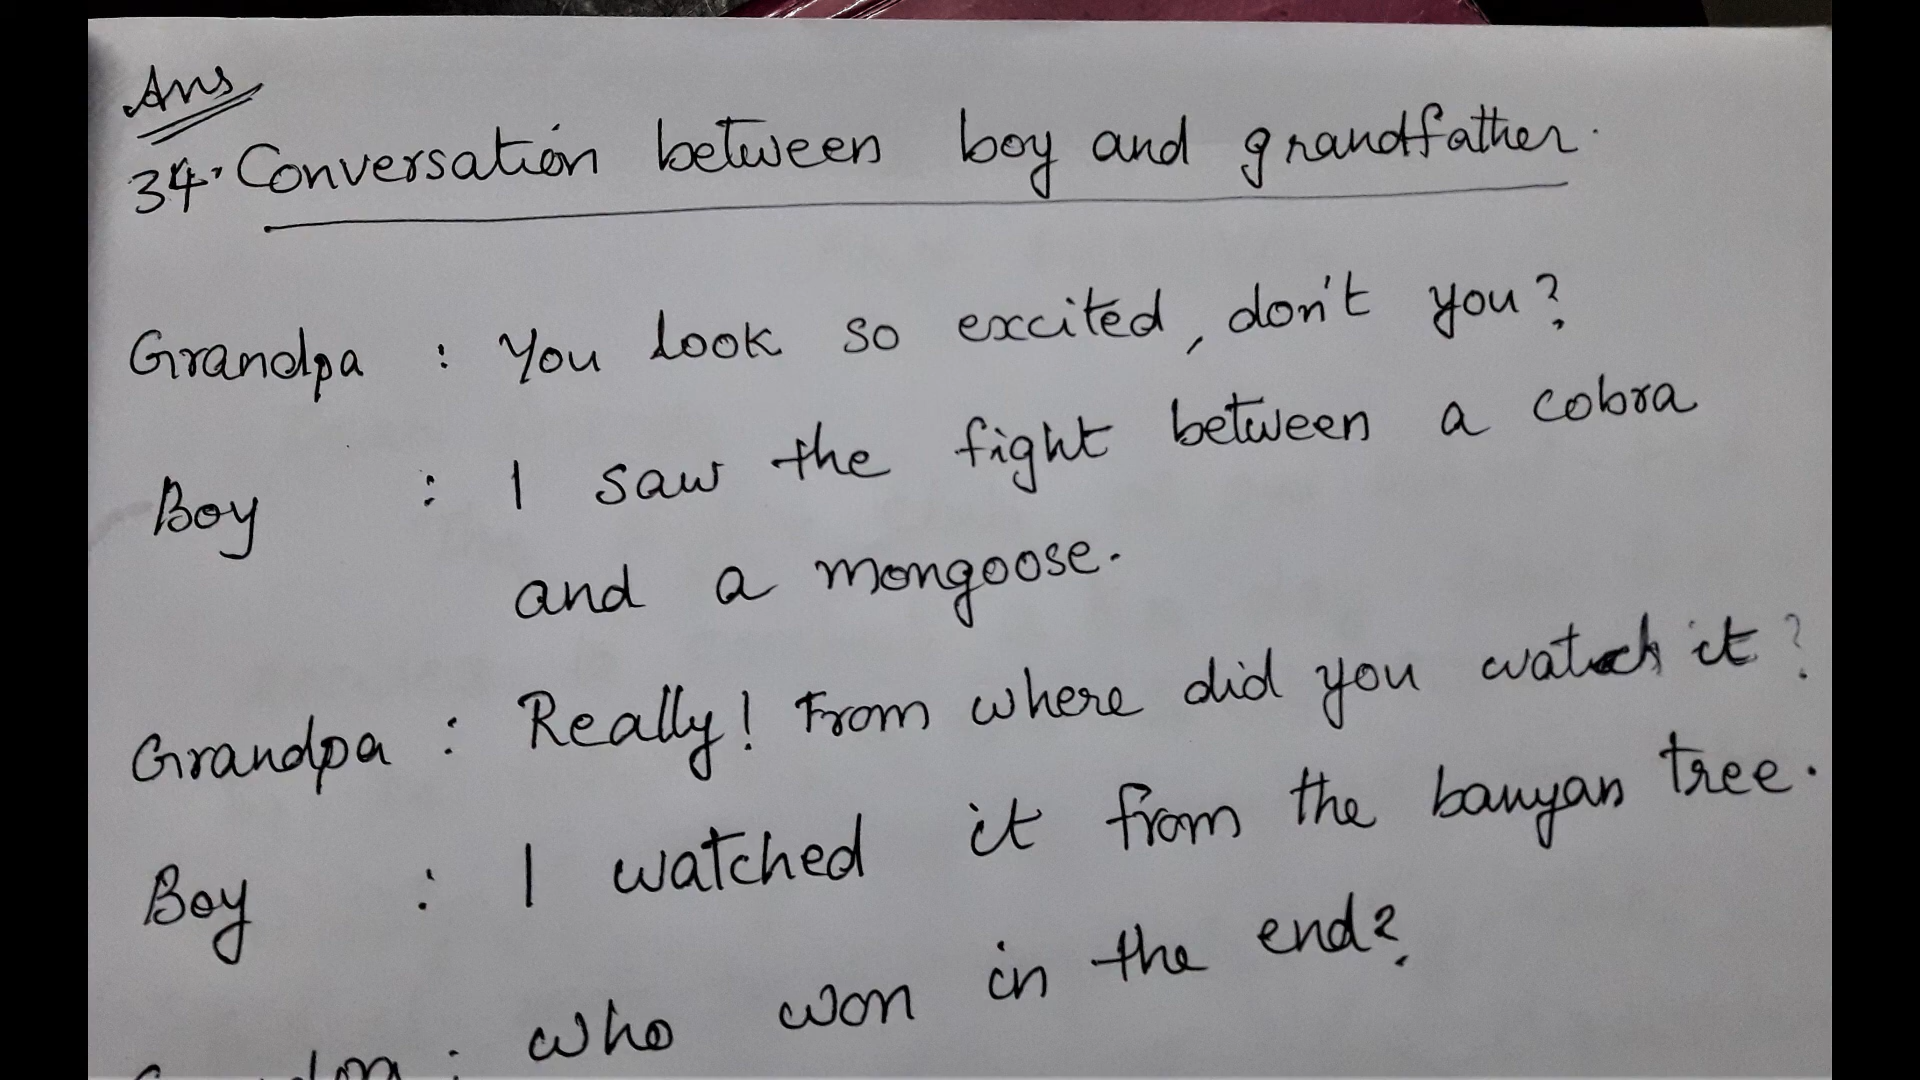 Ans
34. Conversation between boy and grandfather.
Grandpa : You look so excited, don't you?
Boy : I saw the fight between a cobra
and a mongoose.
Grandpa : Really! From where did you watch it?
Boy : I watched it from the banyan tree.
Grandpa : who won in the end?